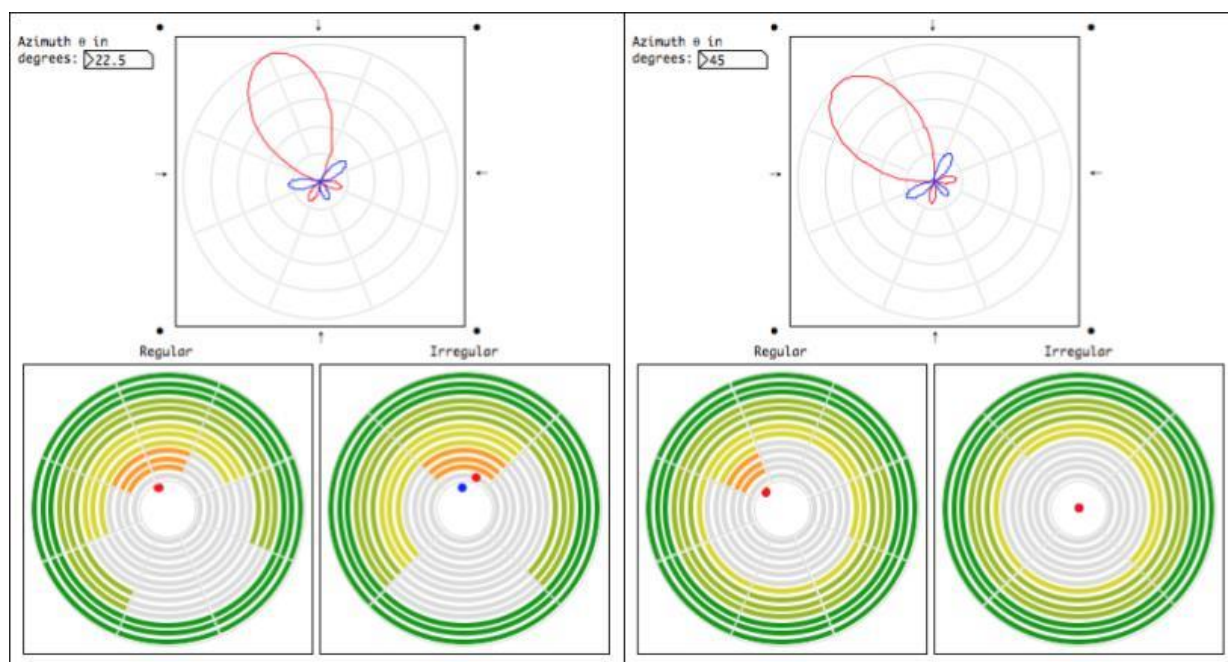 Azimuth θ in
degrees: 22.5
Regular
Irregular
Azimuth θ in
degrees: 45
Regular
Irregular